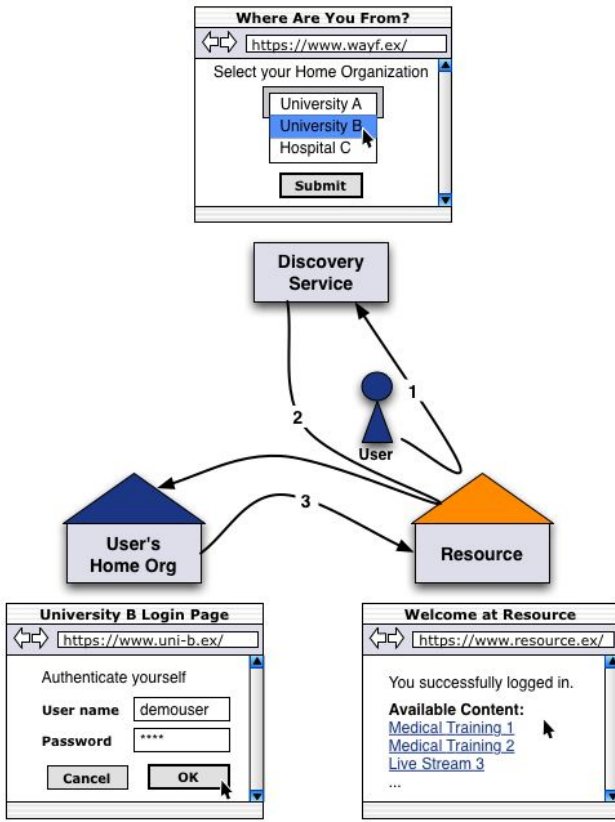 Where Are You From?
https://www.wayf.ex/
Select your Home Organization
University A
University B
Hospital C
Submit
Discovery
Service
1
2
User
3
User's
Home Org
Resource
University B Login Page
https://www.uni-b.ex/
Authenticate yourself
User name demouser
Password ****
Cancel OK
Welcome at Resource
https://www.resource.ex/
You successfully logged in.
Available Content:
Medical Training 1
Medical Training 2
Live Stream 3
...